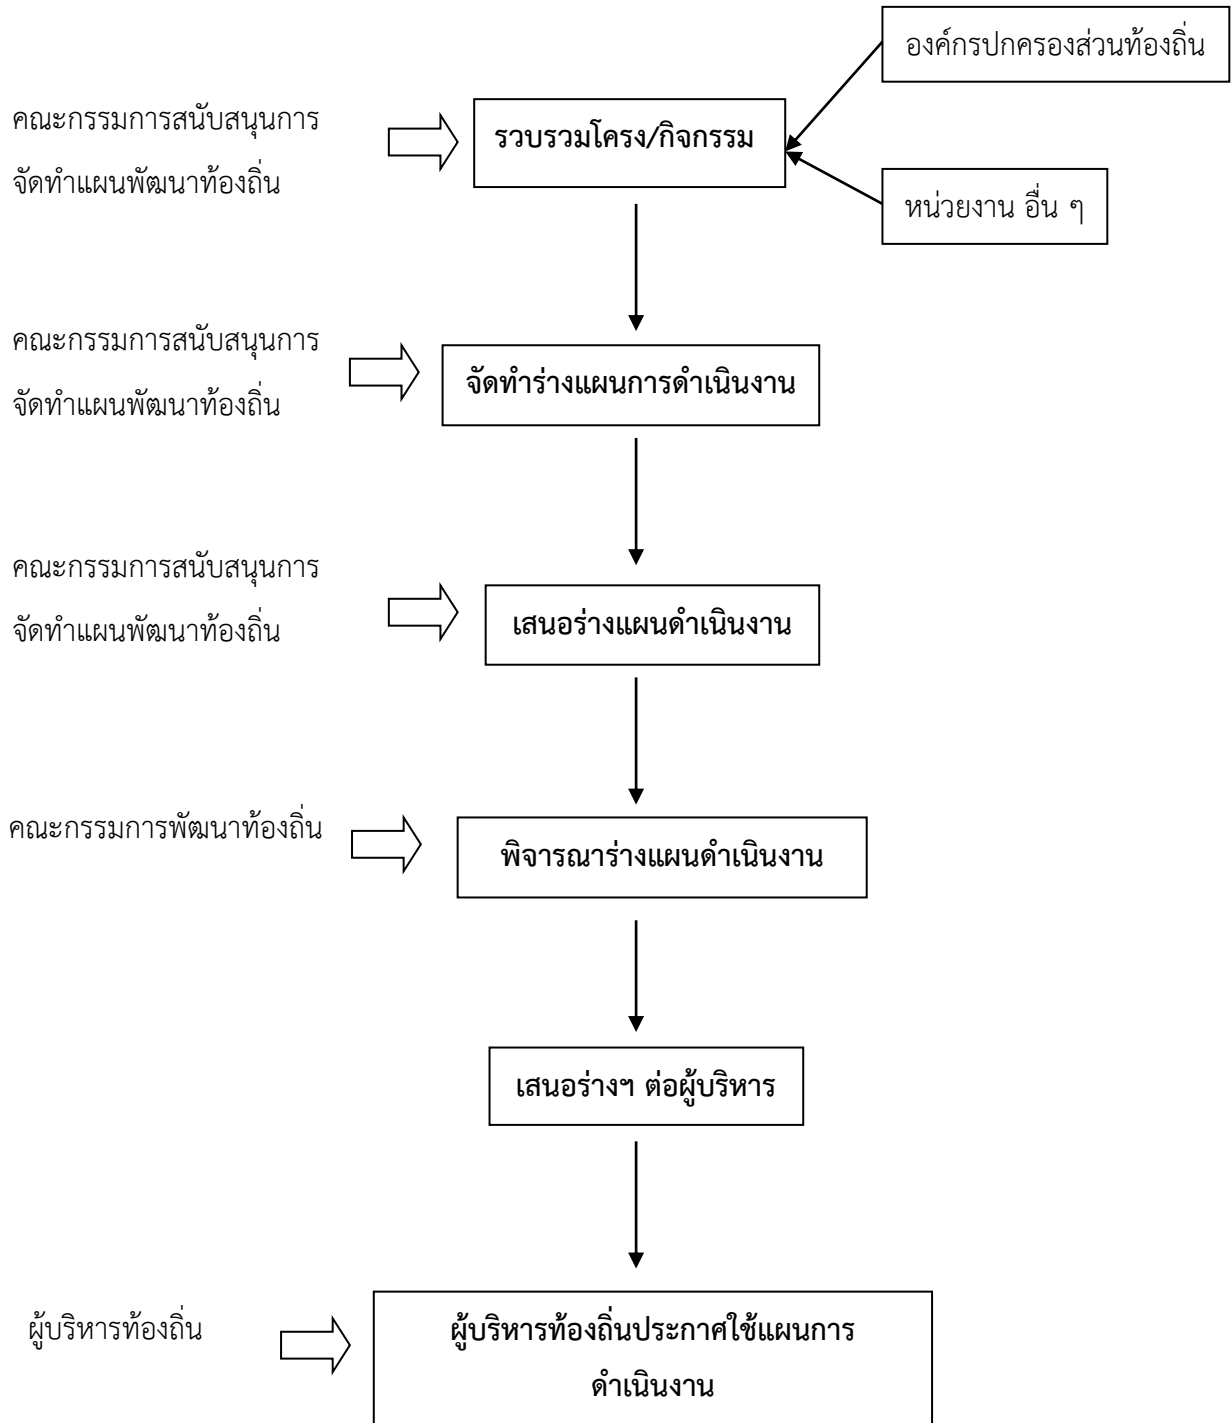 องค์กรปกครองส่วนท้องถิ่น
คณะกรรมการสนับสนุนการ
จัดทำแผนพัฒนาท้องถิ่น
รวบรวมโครง/กิจกรรม
หน่วยงาน อื่น ๆ
คณะกรรมการสนับสนุนการ
จัดทำแผนพัฒนาท้องถิ่น
จัดทำร่างแผนการดำเนินงาน
คณะกรรมการสนับสนุนการ
จัดทำแผนพัฒนาท้องถิ่น
เสนอร่างแผนดำเนินงาน
คณะกรรมการพัฒนาท้องถิ่น
พิจารณาร่างแผนดำเนินงาน
เสนอร่างฯ ต่อผู้บริหาร
ผู้บริหารท้องถิ่น
ผู้บริหารท้องถิ่นประกาศใช้แผนการ
ดำเนินงาน